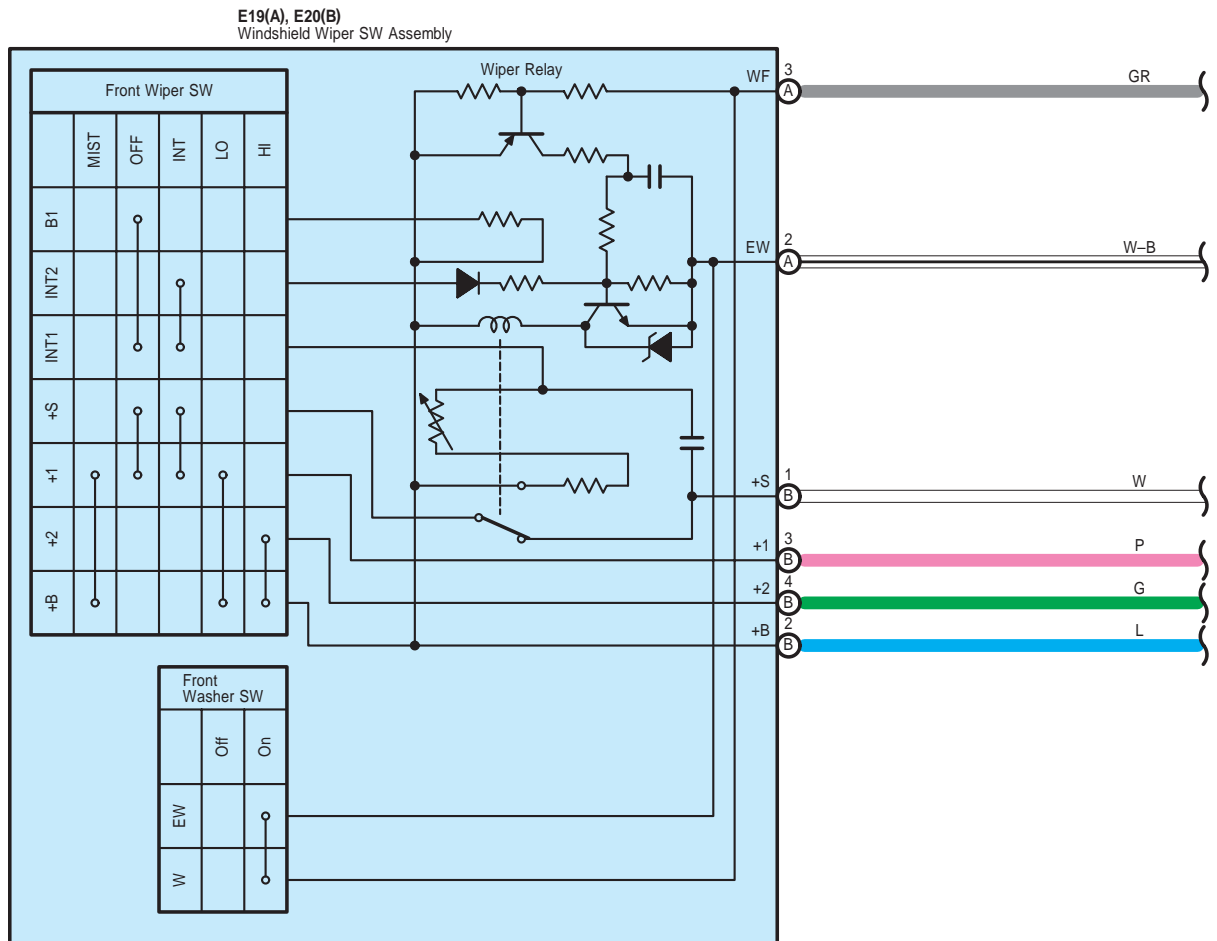 E19(A), E20(B)
Windshield Wiper SW Assembly
Front Wiper SW
MIST
OFF
INT
LO
HI
B1
INT2
INT1
+S
+1
+2
+B
Wiper Relay
WF
3
A
GR
EW
2
A
W–B
+S
1
B
W
+1
3
B
P
+2
4
B
G
+B
2
B
L
Front
Washer SW
Off
On
EW
W